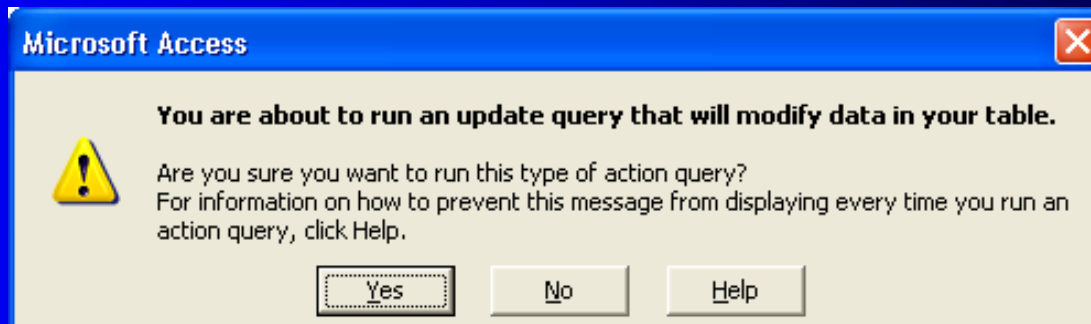 Microsoft Access
You are about to run an update query that will modify data in your table.
Are you sure you want to run this type of action query?
For information on how to prevent this message from displaying every time you run an
action query, click Help.
Yes No Help